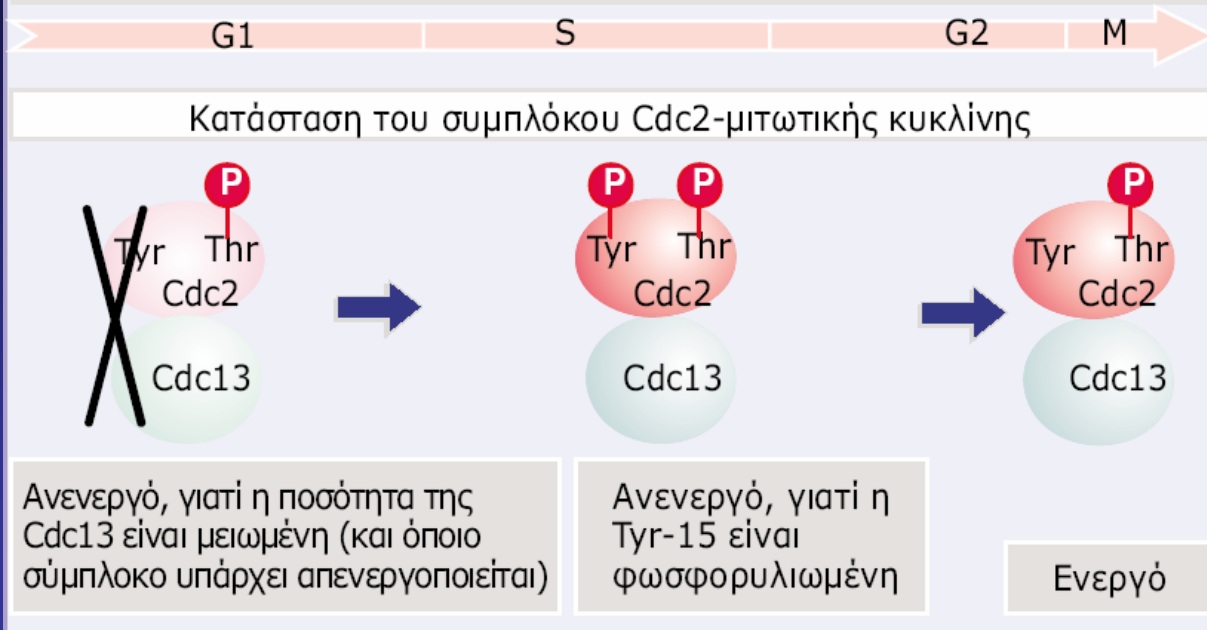 G1 S G2 M
Κατάσταση του συμπλόκου Cdc2-μιτωτικής κυκλίνης
P P P P
Tyr Thr Tyr Thr Tyr Thr
Cdc2 Cdc2 Cdc2
Cdc13 Cdc13 Cdc13
Ανενεργό, γιατί η ποσότητα της
Cdc13 είναι μειωμένη (και όποιο
σύμπλοκο υπάρχει απενεργοποιείται)
Ανενεργό, γιατί η
Tyr-15 είναι
φωσφορυλιωμένη
Ενεργό